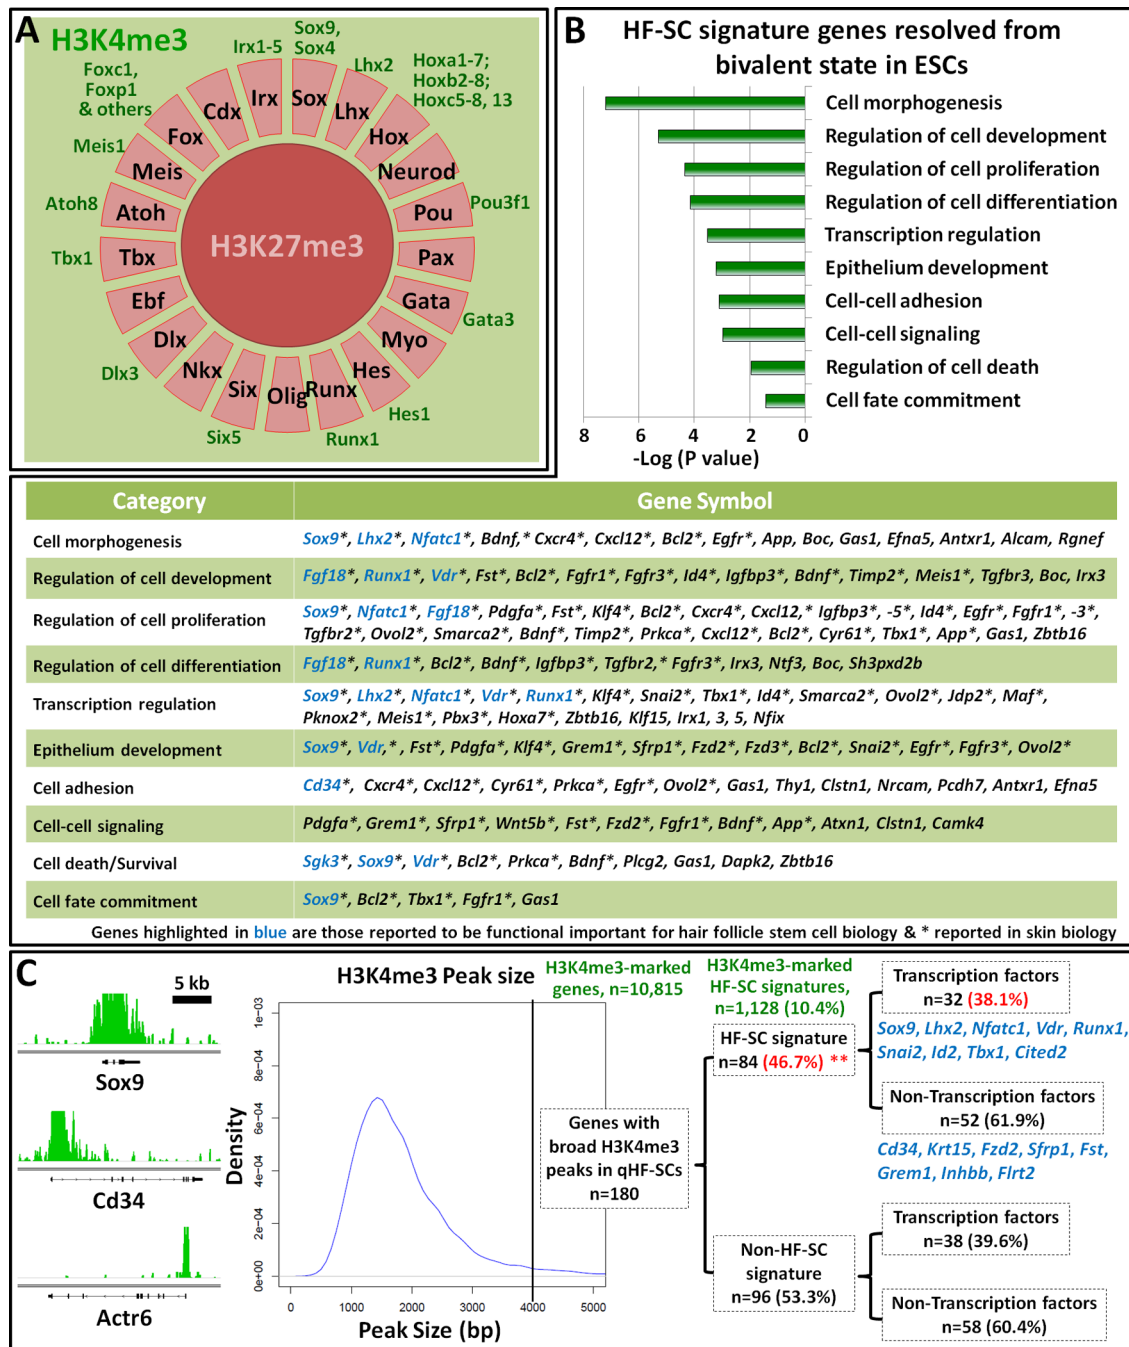 A
H3K4me3
Sox9,
Sox4
Irx1-5
Lhx2
Hoxa1-7;
Hoxb2-8;
Hoxc5-8, 13
Foxc1,
Foxp1
& others
Meis1
Atoh8
Tbx1
Dlx3
Six5
Runx1
Hes1
Gata3
Pou3f1
Sox
Lhx
Hox
Neurod
Pou
Pax
Gata
Myo
Hes
Runx
Olig
Six
Nkx
Dlx
Ebf
Tbx
Atoh
Meis
Fox
Cdx
Irx
H3K27me3
B
HF-SC signature genes resolved from
bivalent state in ESCs
Cell morphogenesis
Regulation of cell development
Regulation of cell proliferation
Regulation of cell differentiation
Transcription regulation
Epithelium development
Cell-cell adhesion
Cell-cell signaling
Regulation of cell death
Cell fate commitment
8 6 4 2 0
-Log (P value)
Category Gene Symbol
Cell morphogenesis Sox9*, Lhx2*, Nfatc1*, Bdnf,* Cxcr4*, Cxcl12*, Bcl2*, Egfr*, App, Boc, Gas1, Efna5, Antxr1, Alcam, Rgnef
Regulation of cell development Fgf18*, Runx1*, Vdr*, Fst*, Bcl2*, Fgfr1*, Fgfr3*, Id4*, Igfbp3*, Bdnf*, Timp2*, Meis1*, Tgfbr3, Boc, Irx3
Regulation of cell proliferation Sox9*, Nfatc1*, Fgf18*, Pdgfa*, Fst*, Klf4*, Bcl2*, Cxcr4*, Cxcl12,* Igfbp3*, -5*, Id4*, Egfr*, Fgfr1*, -3*,
Tgfbr2*, Ovol2*, Smarca2*, Bdnf*, Timp2*, Prkca*, Cxcl12*, Bcl2*, Cyr61*, Tbx1*, App*, Gas1, Zbtb16
Regulation of cell differentiation Fgf18*, Runx1*, Bcl2*, Bdnf*, Igfbp3*, Tgfbr2,* Fgfr3*, Irx3, Ntf3, Boc, Sh3pxd2b
Transcription regulation Sox9*, Lhx2*, Nfatc1*, Vdr*, Runx1*, Klf4*, Snai2*, Tbx1*, Id4*, Smarca2*, Ovol2*, Jdp2*, Maf*,
Pknox2*, Meis1*, Pbx3*, Hoxa7*, Zbtb16, Klf15, Irx1, 3, 5, Nfix
Epithelium development Sox9*, Vdr,*, Fst*, Pdgfa*, Klf4*, Grem1*, Sfrp1*, Fzd2*, Fzd3*, Bcl2*, Snai2*, Egfr*, Fgfr3*, Ovol2*
Cell adhesion Cd34*, Cxcr4*, Cxcl12*, Cyr61*, Prkca*, Egfr*, Ovol2*, Gas1, Thy1, Clstn1, Nrcam, Pcdh7, Antxr1, Efna5
Cell-cell signaling Pdgfa*, Grem1*, Sfrp1*, Wnt5b*, Fst*, Fzd2*, Fgfr1*, Bdnf*, App*, Atxn1, Clstn1, Camk4
Cell death/Survival Sgk3*, Sox9*, Vdr*, Bcl2*, Prkca*, Bdnf*, Plcg2, Gas1, Dapk2, Zbtb16
Cell fate commitment Sox9*, Bcl2*, Tbx1*, Fgfr1*, Gas1
Genes highlighted in blue are those reported to be functional important for hair follicle stem cell biology & * reported in skin biology
C
5 kb
Sox9
Cd34
Actr6
H3K4me3 Peak size
Density
0e+00 2e-04 4e-04 6e-04 8e-04 1e-03
0 1000 2000 3000 4000 5000
Peak Size (bp)
H3K4me3-marked
genes, n=10,815
H3K4me3-marked
HF-SC signatures,
n=1,128 (10.4%)
Genes with
broad H3K4me3
peaks in qHF-SCs
n=180
HF-SC signature
n=84 (46.7%) **
Non-HF-SC
signature
n=96 (53.3%)
Transcription factors
n=32 (38.1%)
Sox9, Lhx2, Nfatc1, Vdr, Runx1,
Snai2, Id2, Tbx1, Cited2
Non-Transcription factors
n=52 (61.9%)
Cd34, Krt15, Fzd2, Sfrp1, Fst,
Grem1, Inhbb, Flrt2
Transcription factors
n=38 (39.6%)
Non-Transcription factors
n=58 (60.4%)